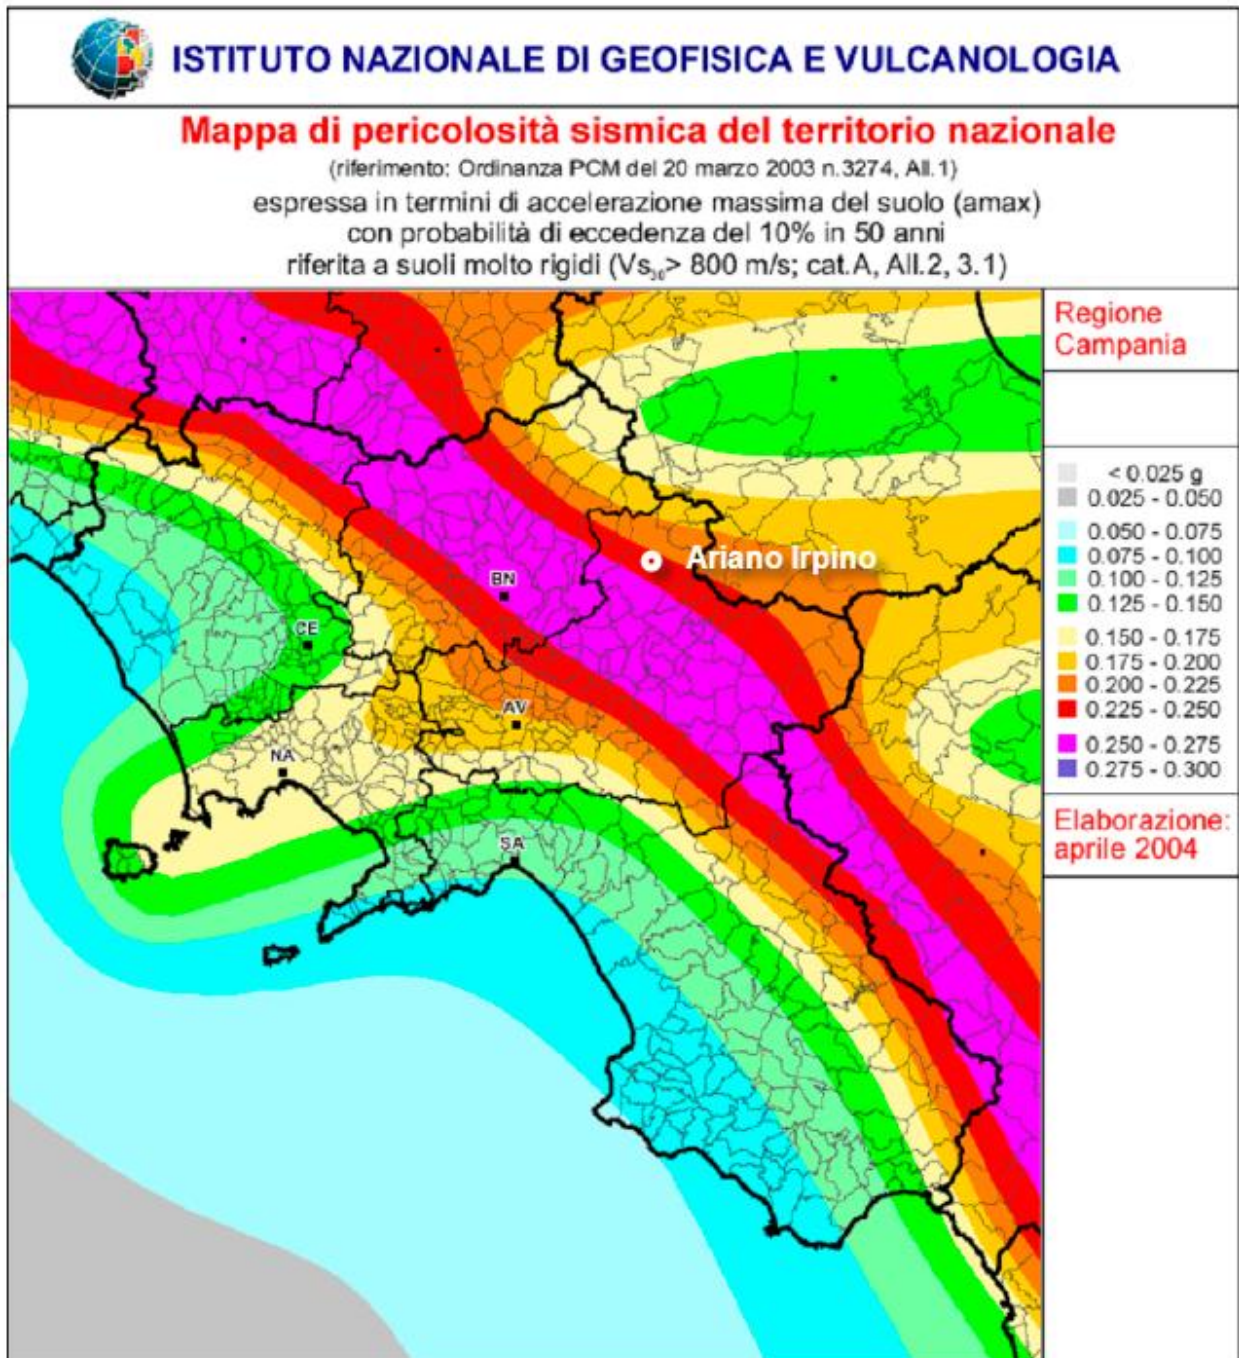 ISTITUTO NAZIONALE DI GEOFISICA E VULCANOLOGIA
Mappa di pericolosità sismica del territorio nazionale
(riferimento: Ordinanza PCM del 20 marzo 2003 n.3274, All.1)
espressa in termini di accelerazione massima del suolo (amax)
con probabilità di eccedenza del 10% in 50 anni
riferita a suoli molto rigidi (Vs₃₀> 800 m/s; cat.A, All.2, 3.1)
Regione
Campania
< 0.025 g
0.025 - 0.050
0.050 - 0.075
0.075 - 0.100
0.100 - 0.125
0.125 - 0.150
0.150 - 0.175
0.175 - 0.200
0.200 - 0.225
0.225 - 0.250
0.250 - 0.275
0.275 - 0.300
Elaborazione:
aprile 2004
Ariano Irpino
BN
CE
AV
NA
SA